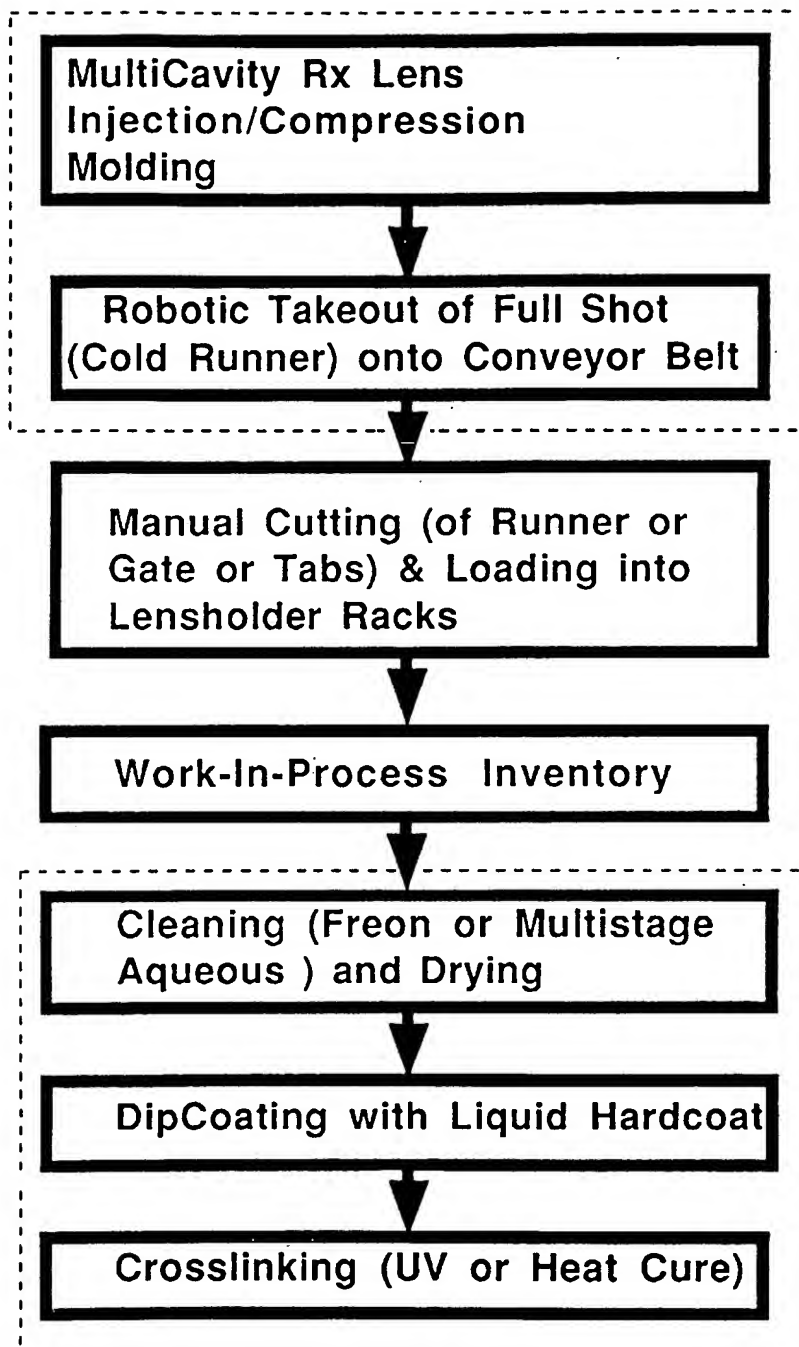 MultiCavity Rx Lens
Injection/Compression
Molding
Robotic Takeout of Full Shot
(Cold Runner) onto Conveyor Belt
Manual Cutting (of Runner or
Gate or Tabs) & Loading into
Lensholder Racks
Work-In-Process Inventory
Cleaning (Freon or Multistage
Aqueous ) and Drying
DipCoating with Liquid Hardcoat
Crosslinking (UV or Heat Cure)